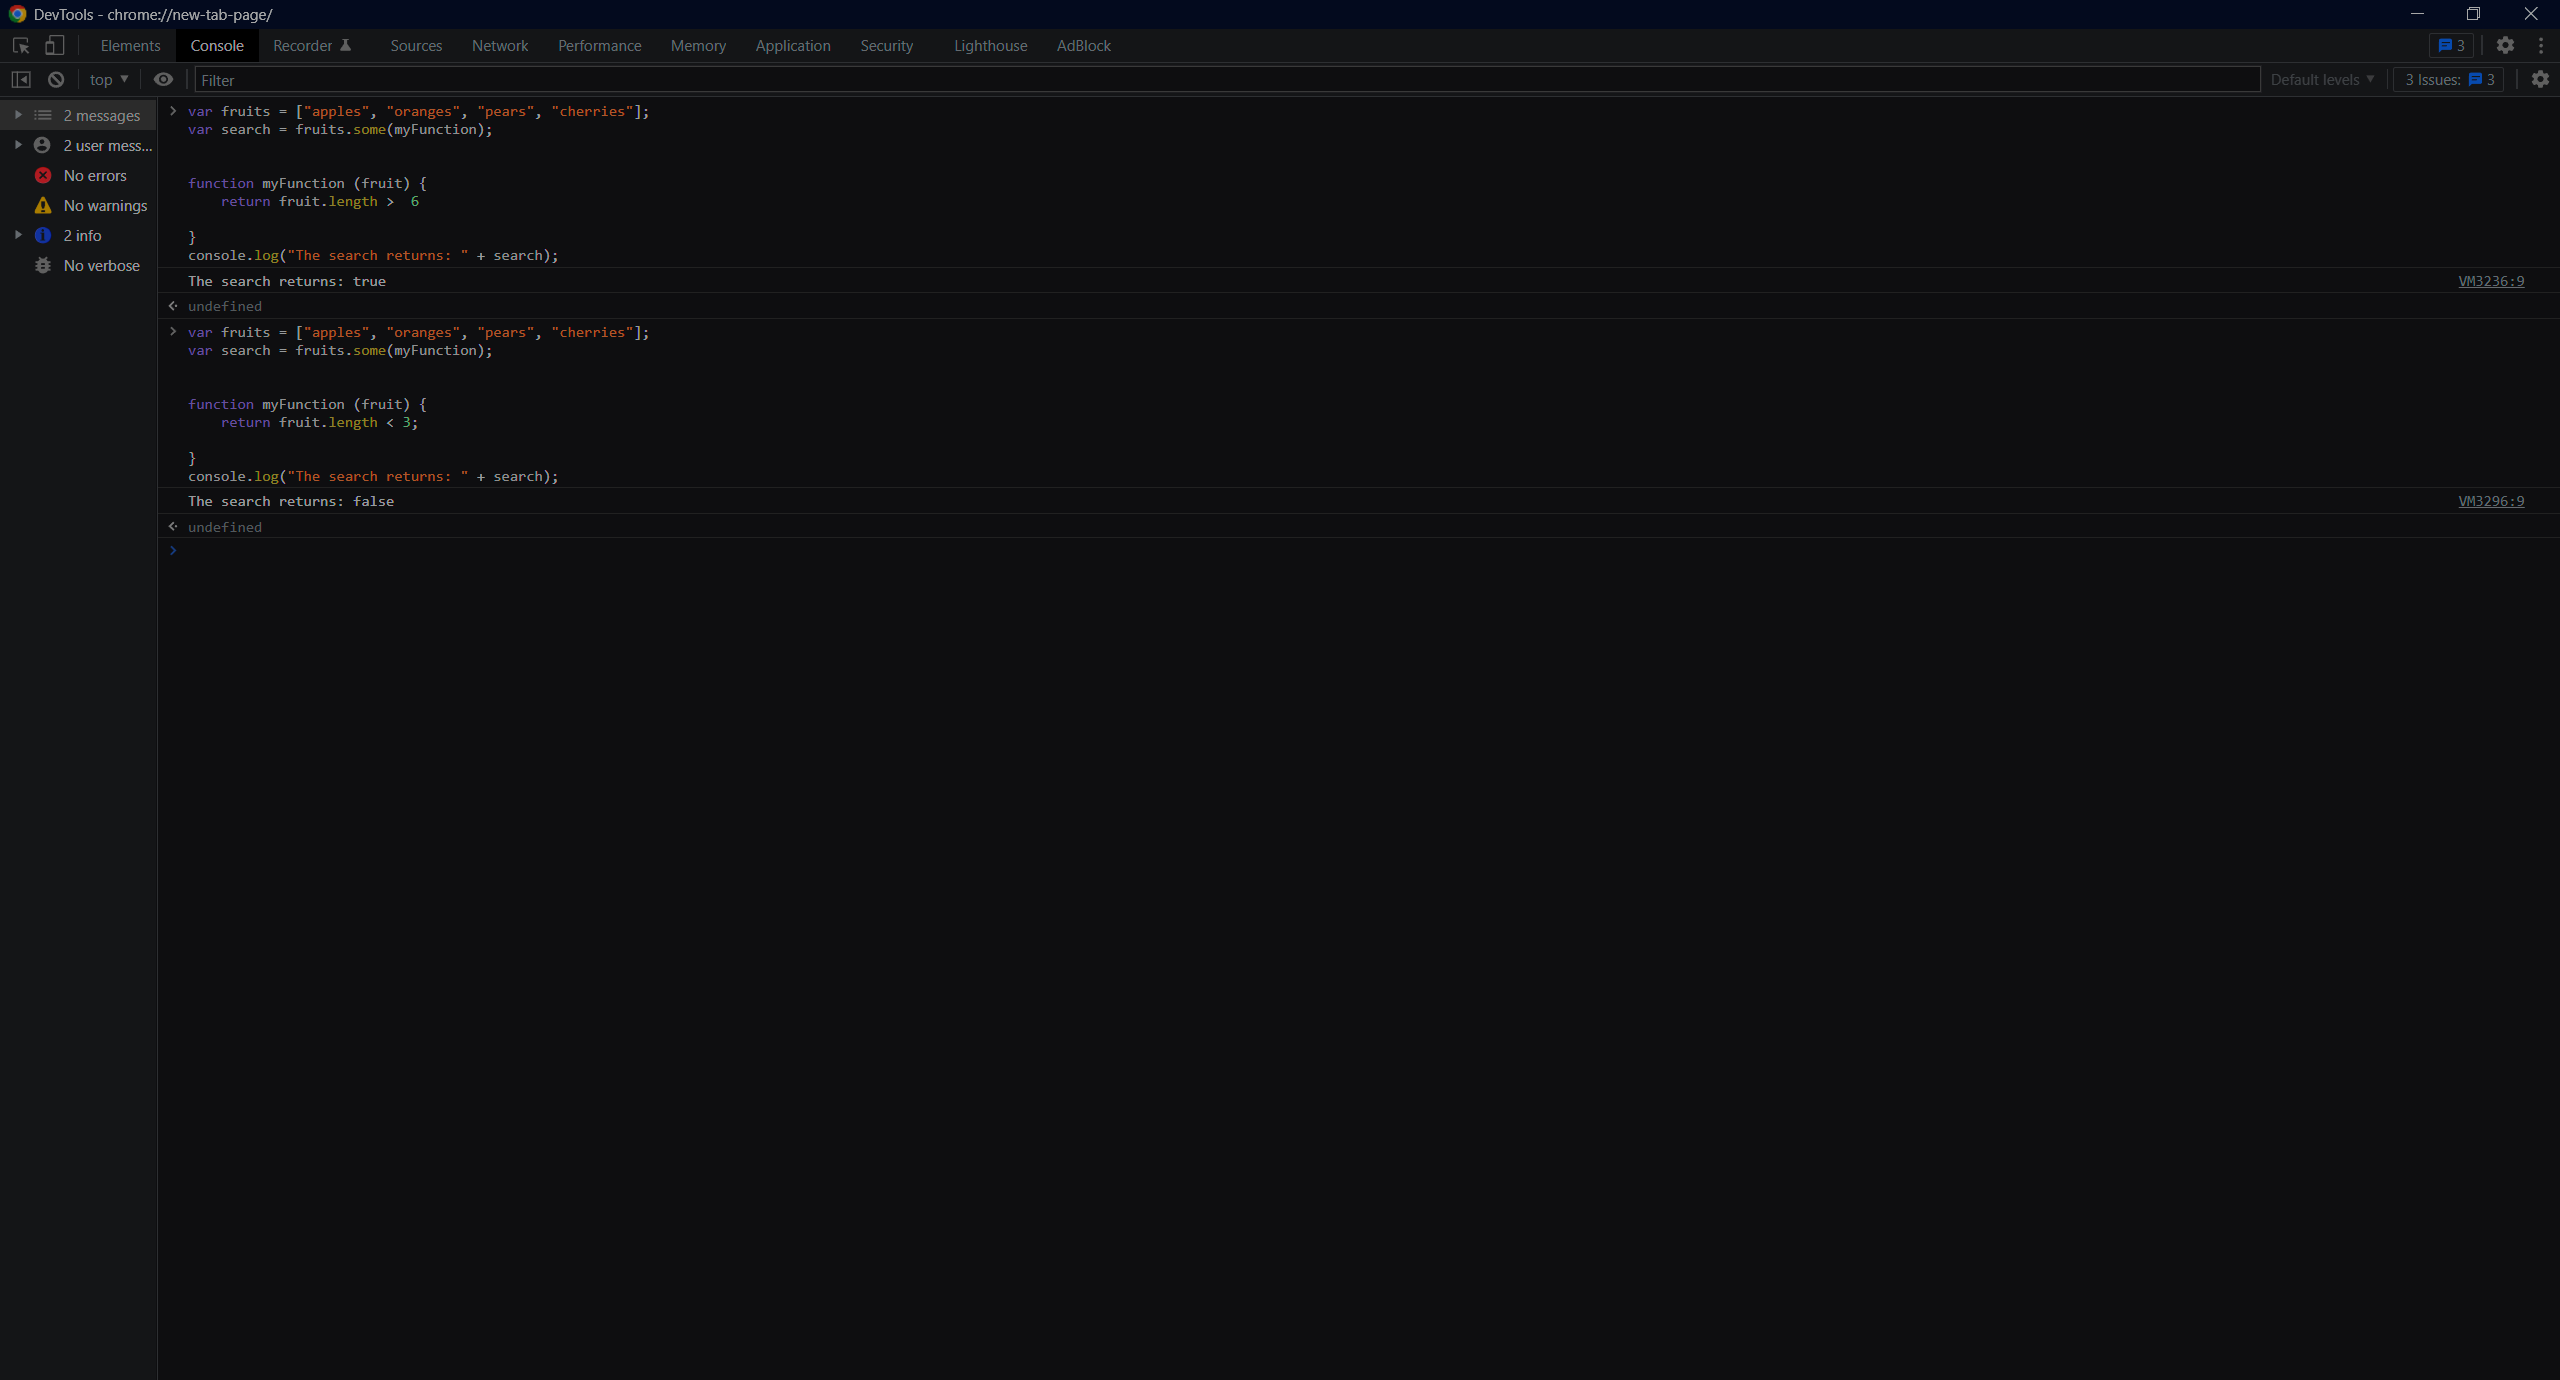 DevTools - chrome://new-tab-page/
Elements Console Recorder Sources Network Performance Memory Application Security Lighthouse AdBlock 3
top Filter Default levels 3 Issues: 3
2 messages
2 user mess...
No errors
No warnings
2 info
No verbose
var fruits = ["apples", "oranges", "pears", "cherries"];
var search = fruits.some(myFunction);
function myFunction (fruit) {
return fruit.length >  6
}
console.log("The search returns: " + search);
The search returns: true VM3236:9
undefined
var fruits = ["apples", "oranges", "pears", "cherries"];
var search = fruits.some(myFunction);
function myFunction (fruit) {
return fruit.length < 3;
}
console.log("The search returns: " + search);
The search returns: false VM3296:9
undefined